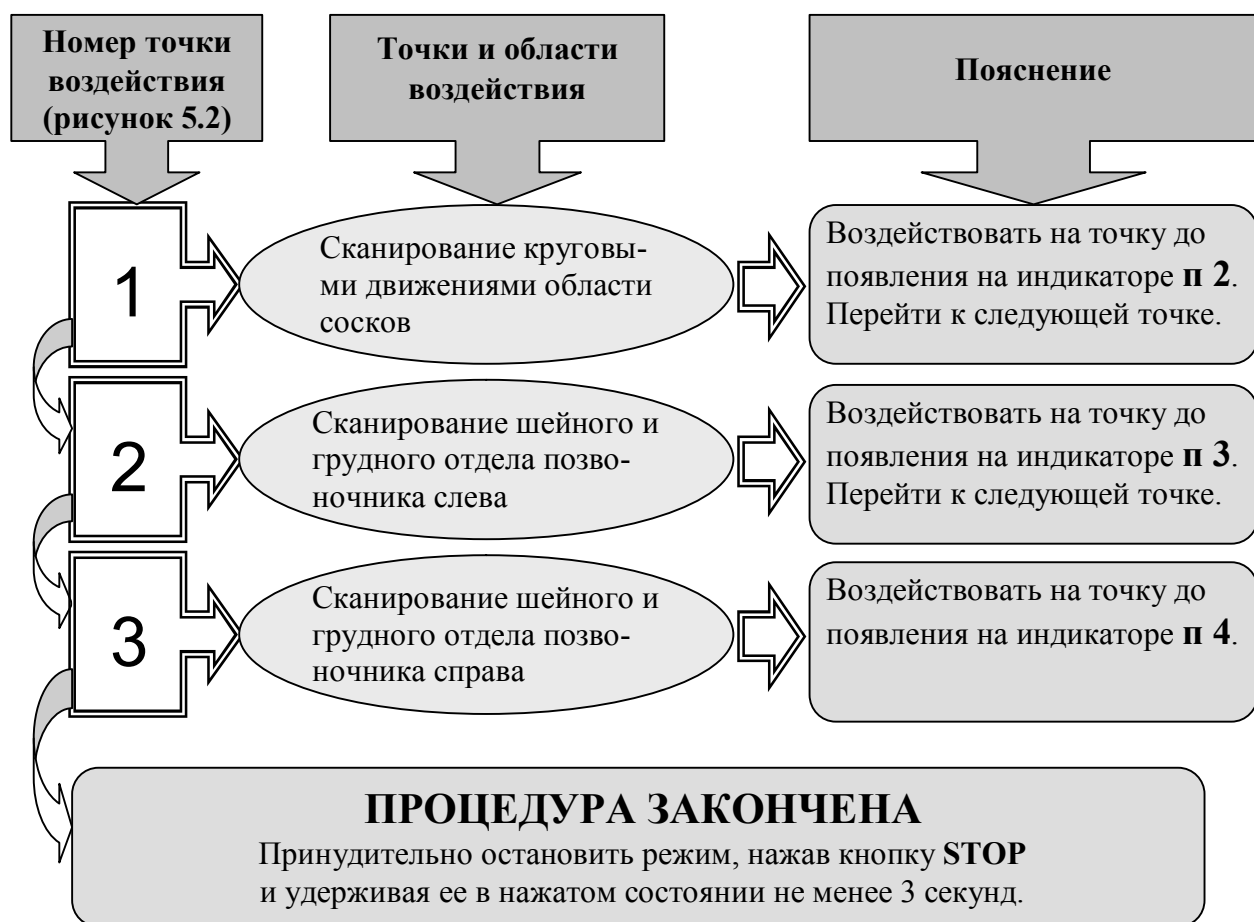 Номер точки
воздействия
(рисунок 5.2)
Точки и области
воздействия
Пояснение
1
Сканирование круговы-
ми движениями области
сосков
Воздействовать на точку до
появления на индикаторе п 2.
Перейти к следующей точке.
2
Сканирование шейного и
грудного отдела позво-
ночника слева
Воздействовать на точку до
появления на индикаторе п 3.
Перейти к следующей точке.
3
Сканирование шейного и
грудного отдела позво-
ночника справа
Воздействовать на точку до
появления на индикаторе п 4.
ПРОЦЕДУРА ЗАКОНЧЕНА
Принудительно остановить режим, нажав кнопку STOP
и удерживая ее в нажатом состоянии не менее 3 секунд.